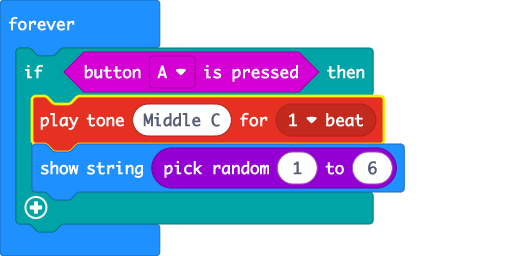 forever
if button A is pressed then
play tone Middle C for 1 beat
show string pick random 1 to 6